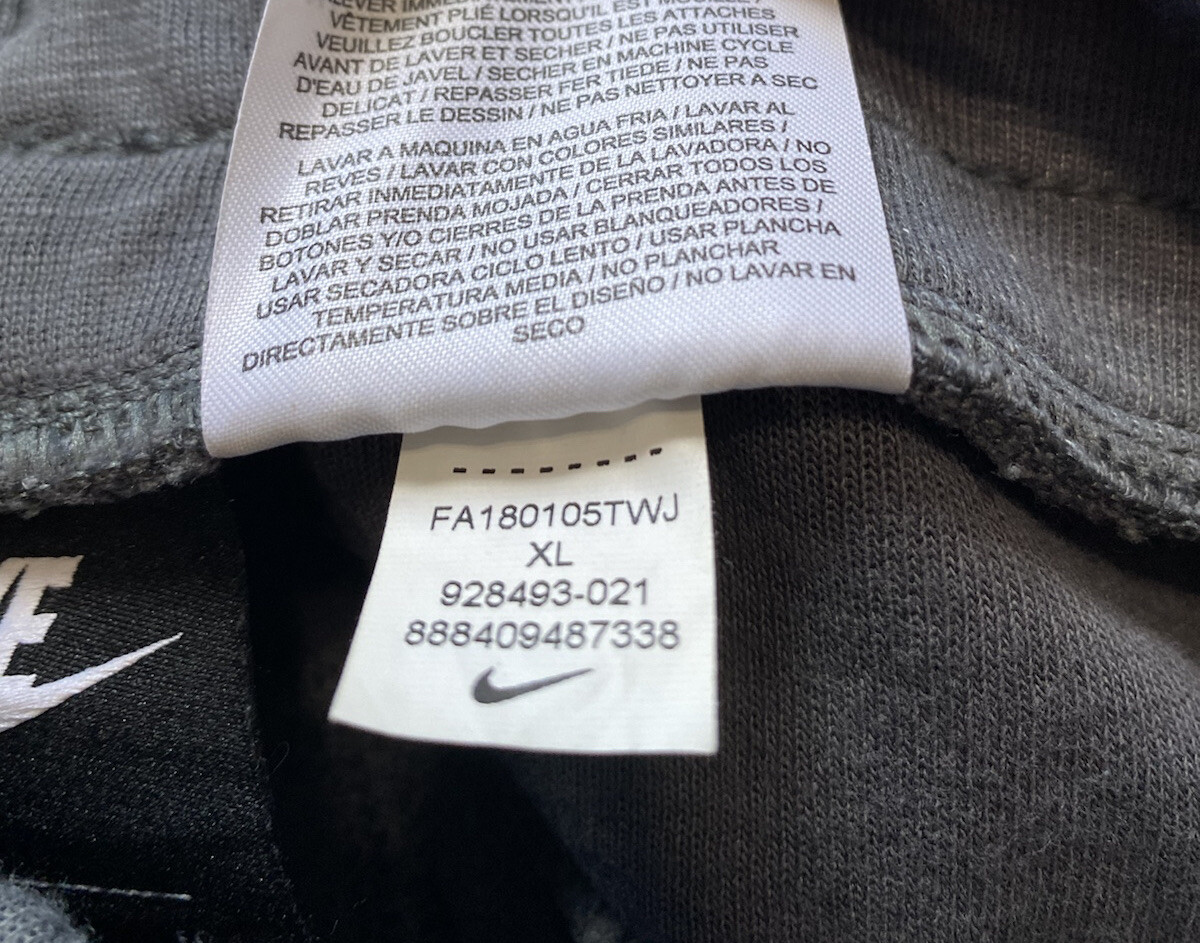 VÊTEMENT PLIÉ LORSQU'IL EST MOUILLÉ /
VEUILLEZ BOUCLER TOUTES LES ATTACHES
AVANT DE LAVER ET SECHER / NE PAS UTILISER
D'EAU DE JAVEL / SECHER EN MACHINE CYCLE
DELICAT / REPASSER FER TIEDE / NE PAS
REPASSER LE DESSIN / NE PAS NETTOYER A SEC
LAVAR A MAQUINA EN AGUA FRIA / LAVAR AL
REVES / LAVAR CON COLORES SIMILARES /
RETIRAR INMEDIATAMENTE DE LA LAVADORA / NO
DOBLAR PRENDA MOJADA / CERRAR TODOS LOS
BOTONES Y/O CIERRES DE LA PRENDA ANTES DE
LAVAR Y SECAR / NO USAR BLANQUEADORES /
USAR SECADORA CICLO LENTO / USAR PLANCHA
TEMPERATURA MEDIA / NO PLANCHAR
DIRECTAMENTE SOBRE EL DISEÑO / NO LAVAR EN
SECO
FA180105TWJ
XL
928493-021
888409487338